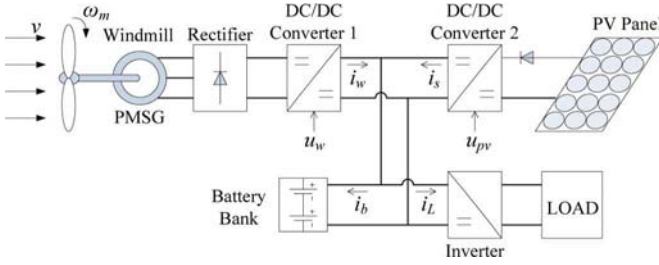 v
ωm
Windmill
PMSG
Rectifier
DC/DC
Converter 1
iw
uw
is
DC/DC
Converter 2
upv
PV Panel
Battery
Bank
ib
iL
Inverter
LOAD